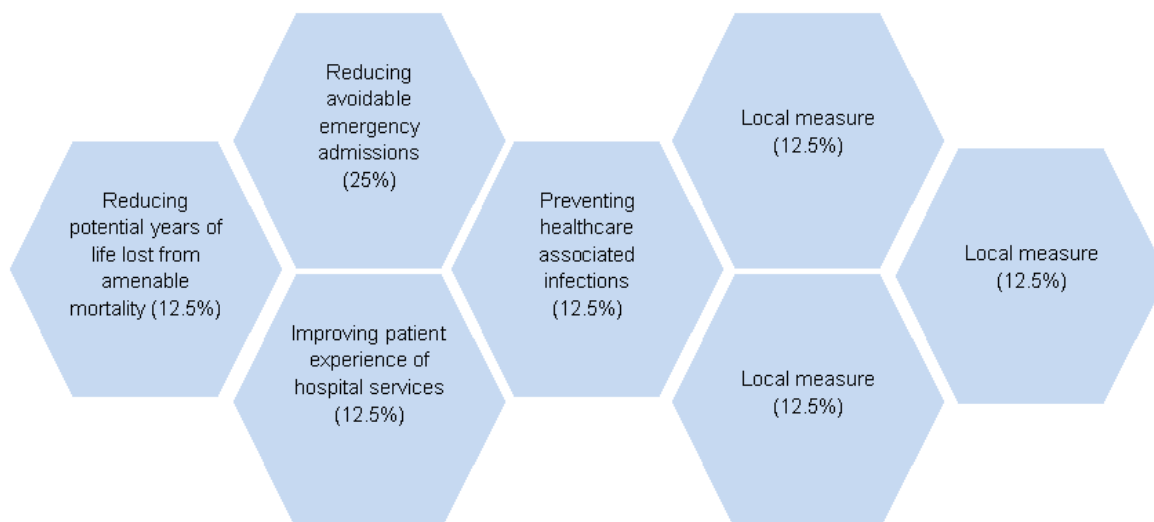 Reducing
potential years of
life lost from
amenable
mortality (12.5%)
Reducing
avoidable
emergency
admissions
(25%)
Improving patient
experience of
hospital services
(12.5%)
Preventing
healthcare
associated
infections
(12.5%)
Local measure
(12.5%)
Local measure
(12.5%)
Local measure
(12.5%)